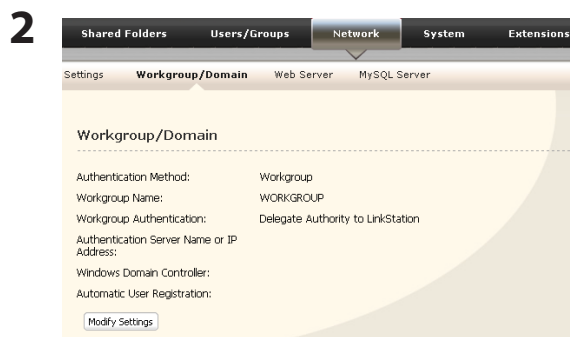 2
Shared Folders Users/Groups Network System Extensions
Settings Workgroup/Domain Web Server MySQL Server
Workgroup/Domain
Authentication Method: Workgroup
Workgroup Name: WORKGROUP
Workgroup Authentication: Delegate Authority to LinkStation
Authentication Server Name or IP
Address:
Windows Domain Controller:
Automatic User Registration:
Modify Settings